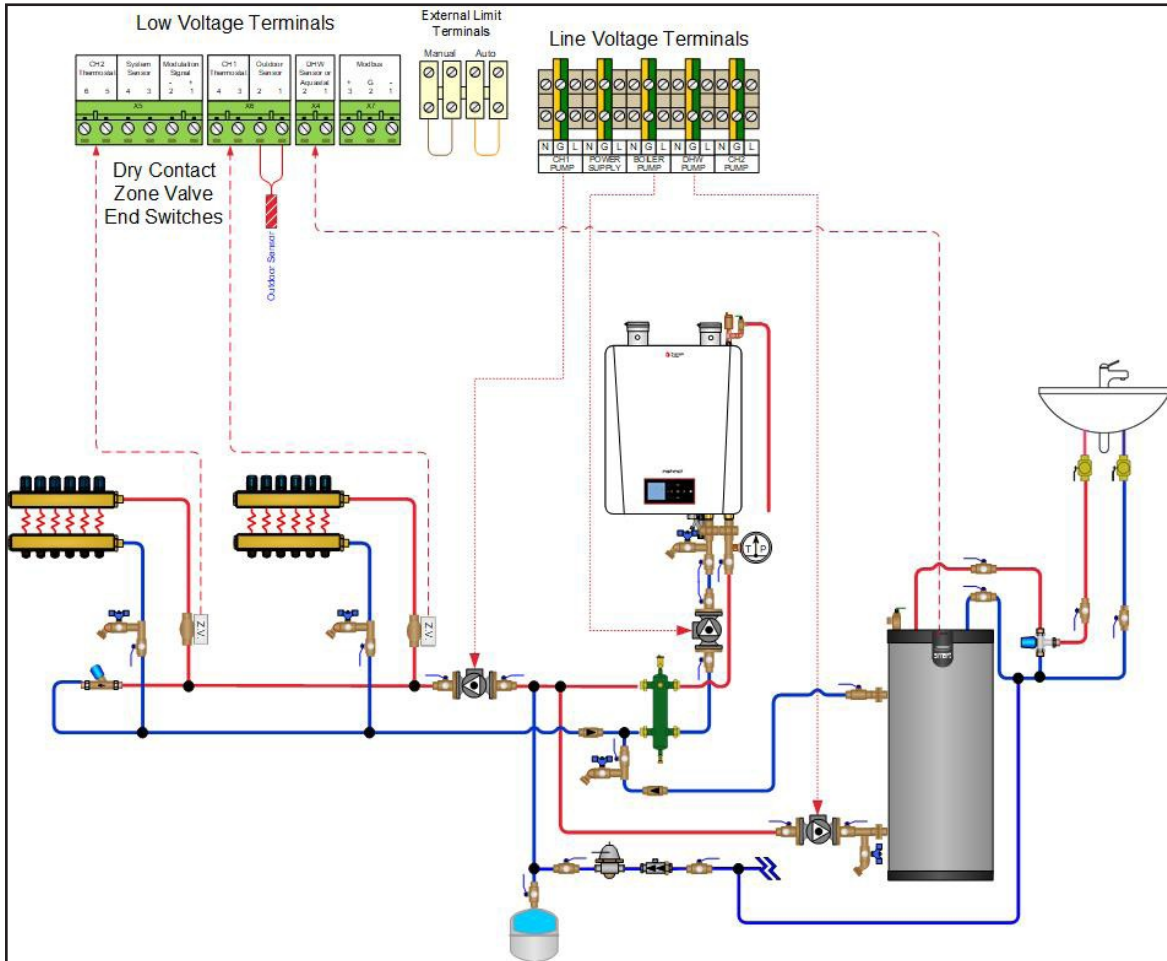 Low Voltage Terminals
External Limit
Terminals
Manual Auto
Line Voltage Terminals
CH2
Thermostat
6 5
System
Sensor
4 3
Modulation
Signal
- +
2 1
X5
CH1
Thermostat
4 3
Outdoor
Sensor
2 1
X6
DHW
Sensor or
Aquastat
2 1
X4
Modbus
+ G -
3 2 1
X7
N G L N G L N G L N G L N G L
CH1
PUMP
POWER
SUPPLY
BOILER
PUMP
DHW
PUMP
CH2
PUMP
Dry Contact
Zone Valve
End Switches
Outdoor Sensor
Z.V.
Z.V.
T P
smart